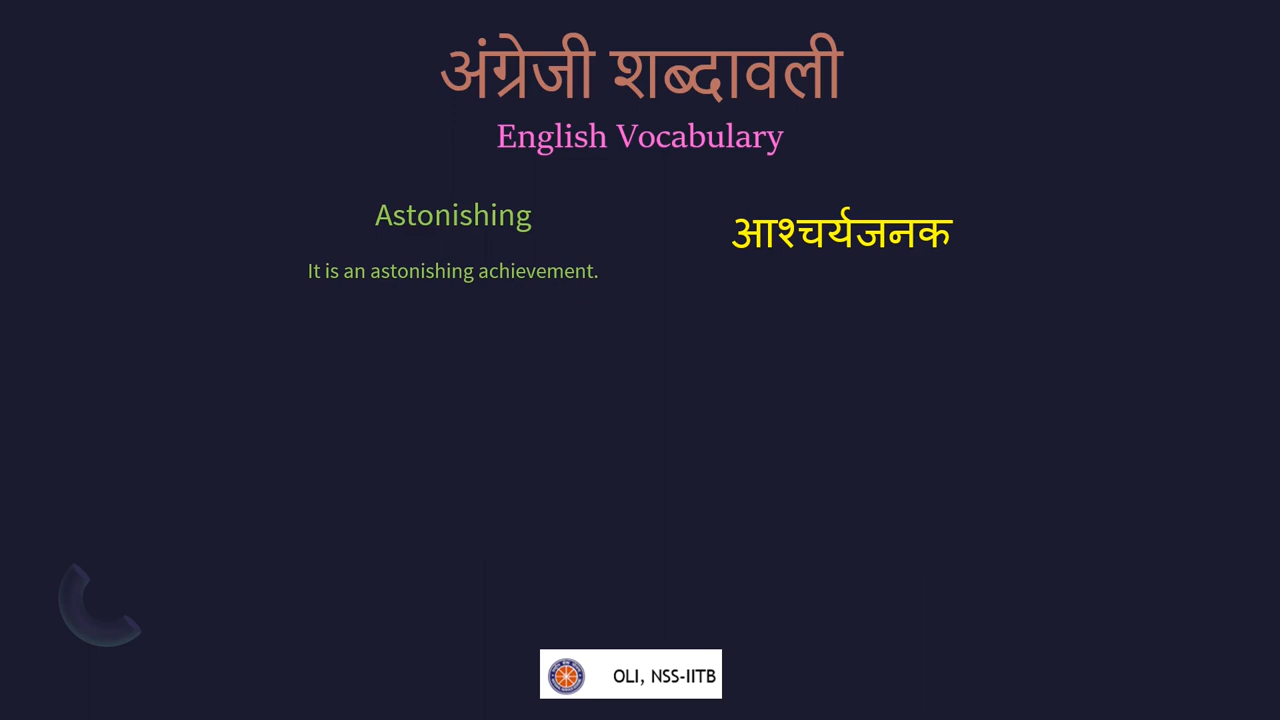 अंग्रेजी शब्दावली
English Vocabulary
Astonishing
आश्चर्यजनक
It is an astonishing achievement.
OLI, NSS-IITB